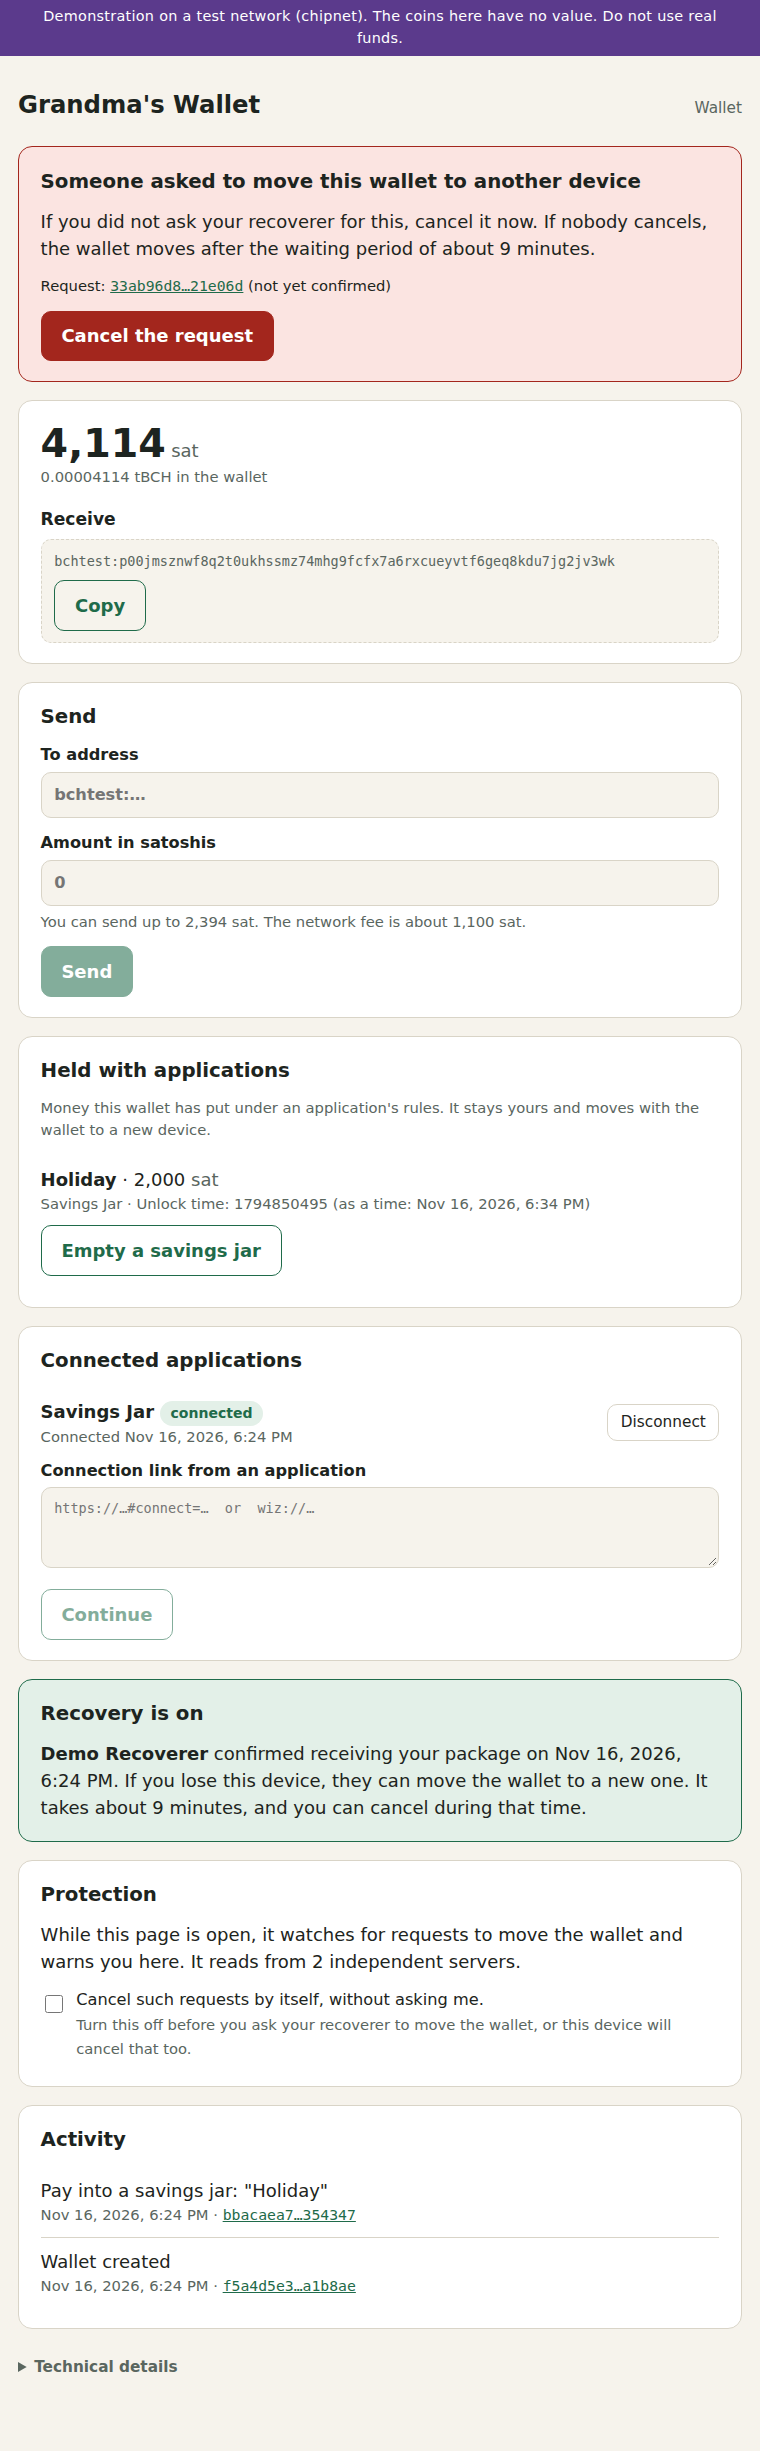 Demonstration on a test network (chipnet). The coins here have no value. Do not use real
funds.
Grandma's Wallet
Wallet
Someone asked to move this wallet to another device
If you did not ask your recoverer for this, cancel it now. If nobody cancels,
the wallet moves after the waiting period of about 9 minutes.
Request: 33ab96d8…21e06d (not yet confirmed)
Cancel the request
4,114 sat
0.00004114 tBCH in the wallet
Receive
bchtest:p00jmsznwf8q2t0ukhssmz74mhg9fcfx7a6rxcueyvtf6geq8kdu7jg2jv3wk
Copy
Send
To address
bchtest:…
Amount in satoshis
0
You can send up to 2,394 sat. The network fee is about 1,100 sat.
Send
Held with applications
Money this wallet has put under an application's rules. It stays yours and moves with the
wallet to a new device.
Holiday · 2,000 sat
Savings Jar · Unlock time: 1794850495 (as a time: Nov 16, 2026, 6:34 PM)
Empty a savings jar
Connected applications
Savings Jar connected
Connected Nov 16, 2026, 6:24 PM
Disconnect
Connection link from an application
https://…#connect=…  or  wiz://…
Continue
Recovery is on
Demo Recoverer confirmed receiving your package on Nov 16, 2026,
6:24 PM. If you lose this device, they can move the wallet to a new one. It
takes about 9 minutes, and you can cancel during that time.
Protection
While this page is open, it watches for requests to move the wallet and
warns you here. It reads from 2 independent servers.
Cancel such requests by itself, without asking me.
Turn this off before you ask your recoverer to move the wallet, or this device will
cancel that too.
Activity
Pay into a savings jar: "Holiday"
Nov 16, 2026, 6:24 PM · bbacaea7…354347
Wallet created
Nov 16, 2026, 6:24 PM · f5a4d5e3…a1b8ae
Technical details